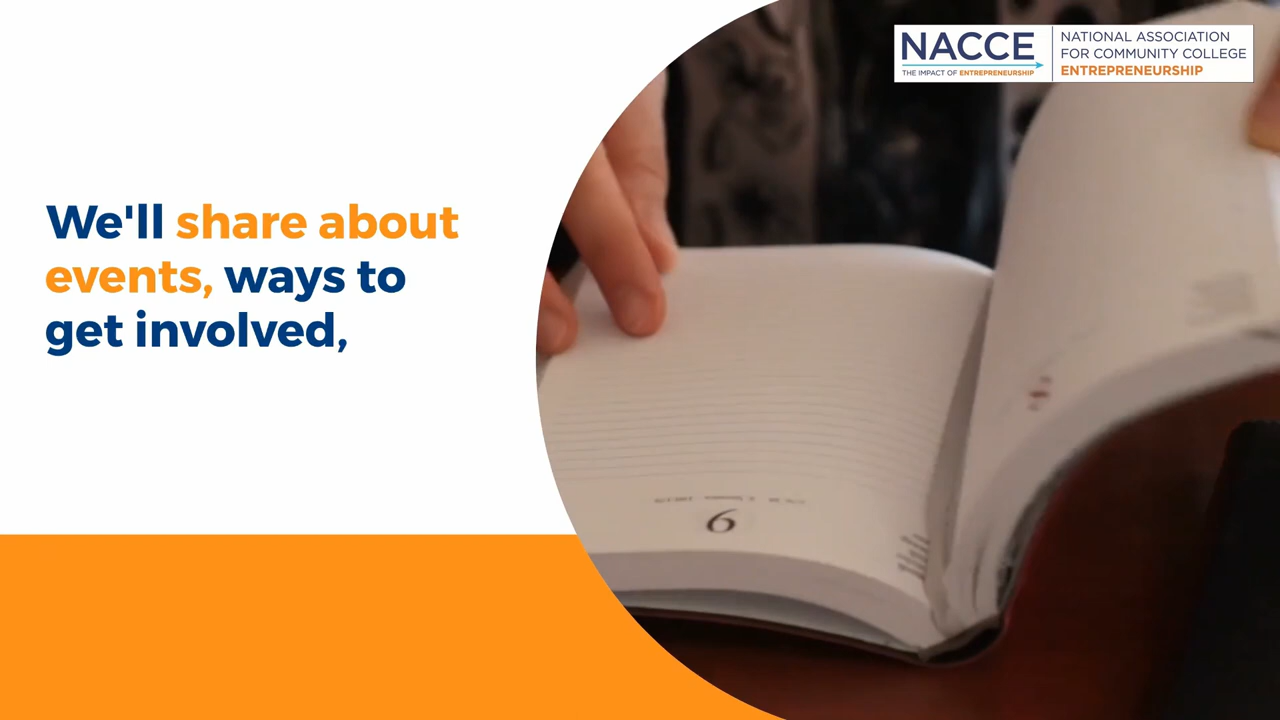 NACCE
THE IMPACT OF ENTREPRENEURSHIP
NATIONAL ASSOCIATION
FOR COMMUNITY COLLEGE
ENTREPRENEURSHIP
We'll share about
events, ways to
get involved,